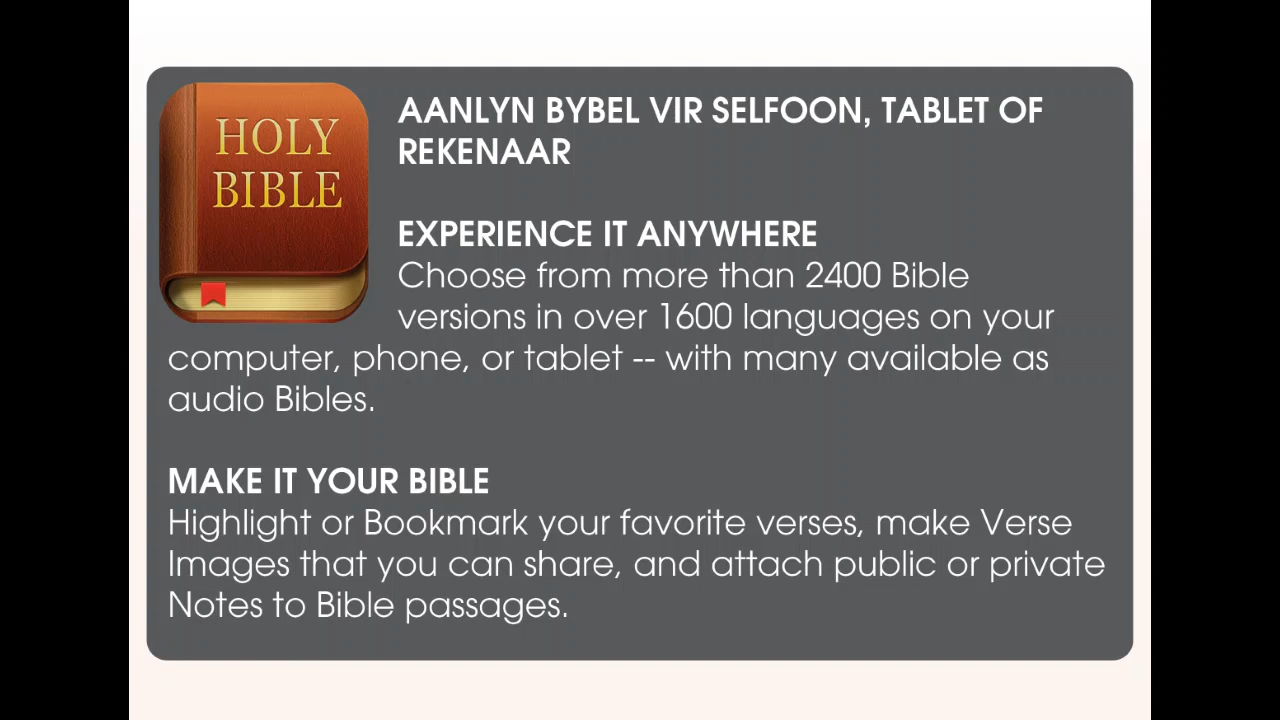 HOLY
BIBLE
AANLYN BYBEL VIR SELFOON, TABLET OF
REKENAAR
EXPERIENCE IT ANYWHERE
Choose from more than 2400 Bible
versions in over 1600 languages on your
computer, phone, or tablet -- with many available as
audio Bibles.
MAKE IT YOUR BIBLE
Highlight or Bookmark your favorite verses, make Verse
Images that you can share, and attach public or private
Notes to Bible passages.